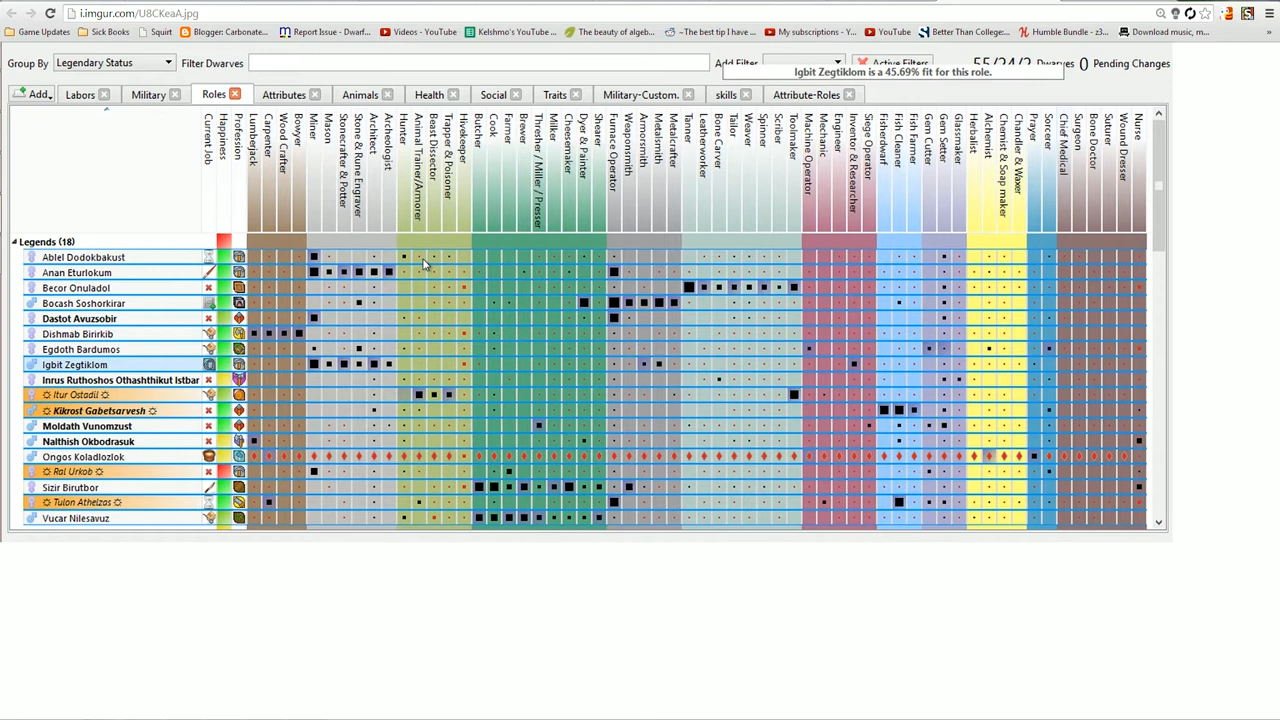 i.imgur.com/U8CKeaA.jpg
Game Updates Sick Books Squirt Blogger: Carbonate... Report Issue - Dwarf... Videos - YouTube Kelshmo's YouTube ... The beauty of algeb... ~The best tip I have ... My subscriptions - Y... YouTube Better Than College:... Humble Bundle - z3... Download music, m...
Group By Legendary Status Filter Dwarves Add Filter Active Filters 55/24/2 Dwarves 0 Pending Changes
Igbit Zegtiklom is a 45.69% fit for this role.
Add... Labors Military Roles Attributes Animals Health Social Traits Military-Custom. skills Attribute-Roles
Current Job
Happiness
Profession
Lumberjack
Carpenter
Wood Crafter
Bowyer
Miner
Mason
Stonecrafter & Potter
Stone & Rune Engraver
Architect
Archeologist
Hunter
Animal Trainer/Armorer
Beast Dissector
Trapper & Poisoner
Hivekeeper
Butcher
Cook
Farmer
Brewer
Thresher / Miller / Presser
Milker
Cheesemaker
Dyer & Painter
Shearer
Furnace Operator
Weaponsmith
Armorsmith
Metalsmith
Metalcrafter
Tanner
Leatherworker
Bone Carver
Tailor
Weaver
Spinner
Scriber
Toolmaker
Machine Operator
Mechanic
Engineer
Inventor & Researcher
Siege Operator
Fisherdwarf
Fish Cleaner
Fish Farmer
Gem Cutter
Gem Setter
Glassmaker
Herbalist
Alchemist
Chemist & Soap maker
Chandler & Waxer
Prayer
Sorcerer
Chief Medical
Surgeon
Bone Doctor
Suturer
Wound Dresser
Nurse
Legends (18)
Ablel Dodokbakust
Anan Eturlokum
Becor Onuladol
Bocash Soshorkirar
Dastot Avuzsobir
Dishmab Birirkib
Egdoth Bardumos
Igbit Zegtiklom
Inrus Ruthoshos Othashthikut Istbar
Itur Ostadil
Kikrost Gabetsarvesh
Moldath Vunomzust
Nalthish Okbodrasuk
Ongos Koladlozlok
Ral Urkob
Sizir Birutbor
Tulon Athelzas
Vucar Nilesavuz